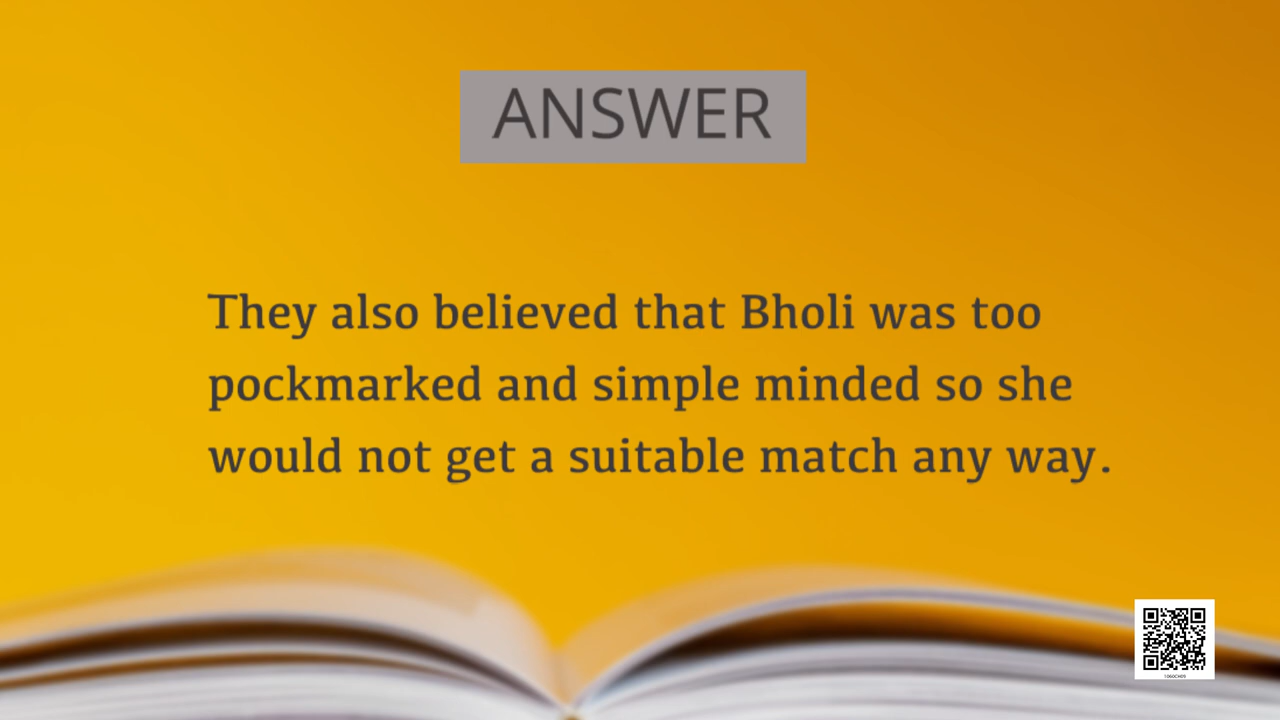 ANSWER
They also believed that Bholi was too
pockmarked and simple minded so she
would not get a suitable match any way.